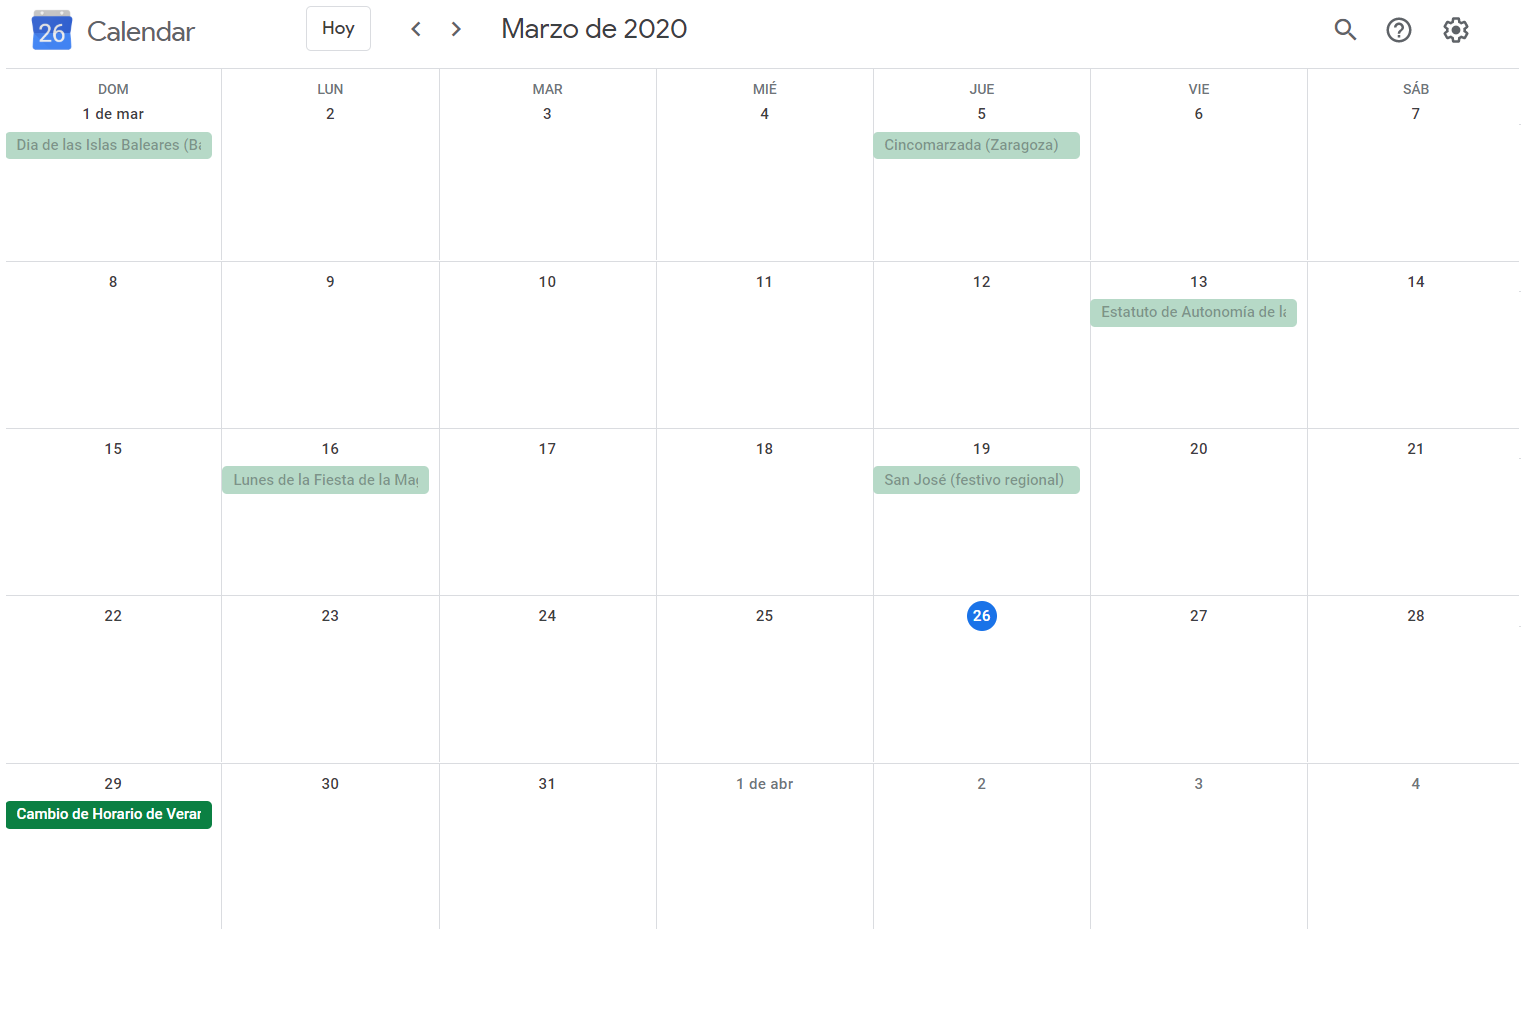 26 Calendar Hoy Marzo de 2020
DOM LUN MAR MIÉ JUE VIE SÁB
1 de mar 2 3 4 5 6 7
Dia de las Islas Baleares (Ba Cincomarzada (Zaragoza)
8 9 10 11 12 13 14
Estatuto de Autonomía de la
15 16 17 18 19 20 21
Lunes de la Fiesta de la Mag San José (festivo regional)
22 23 24 25 26 27 28
29 30 31 1 de abr 2 3 4
Cambio de Horario de Veran